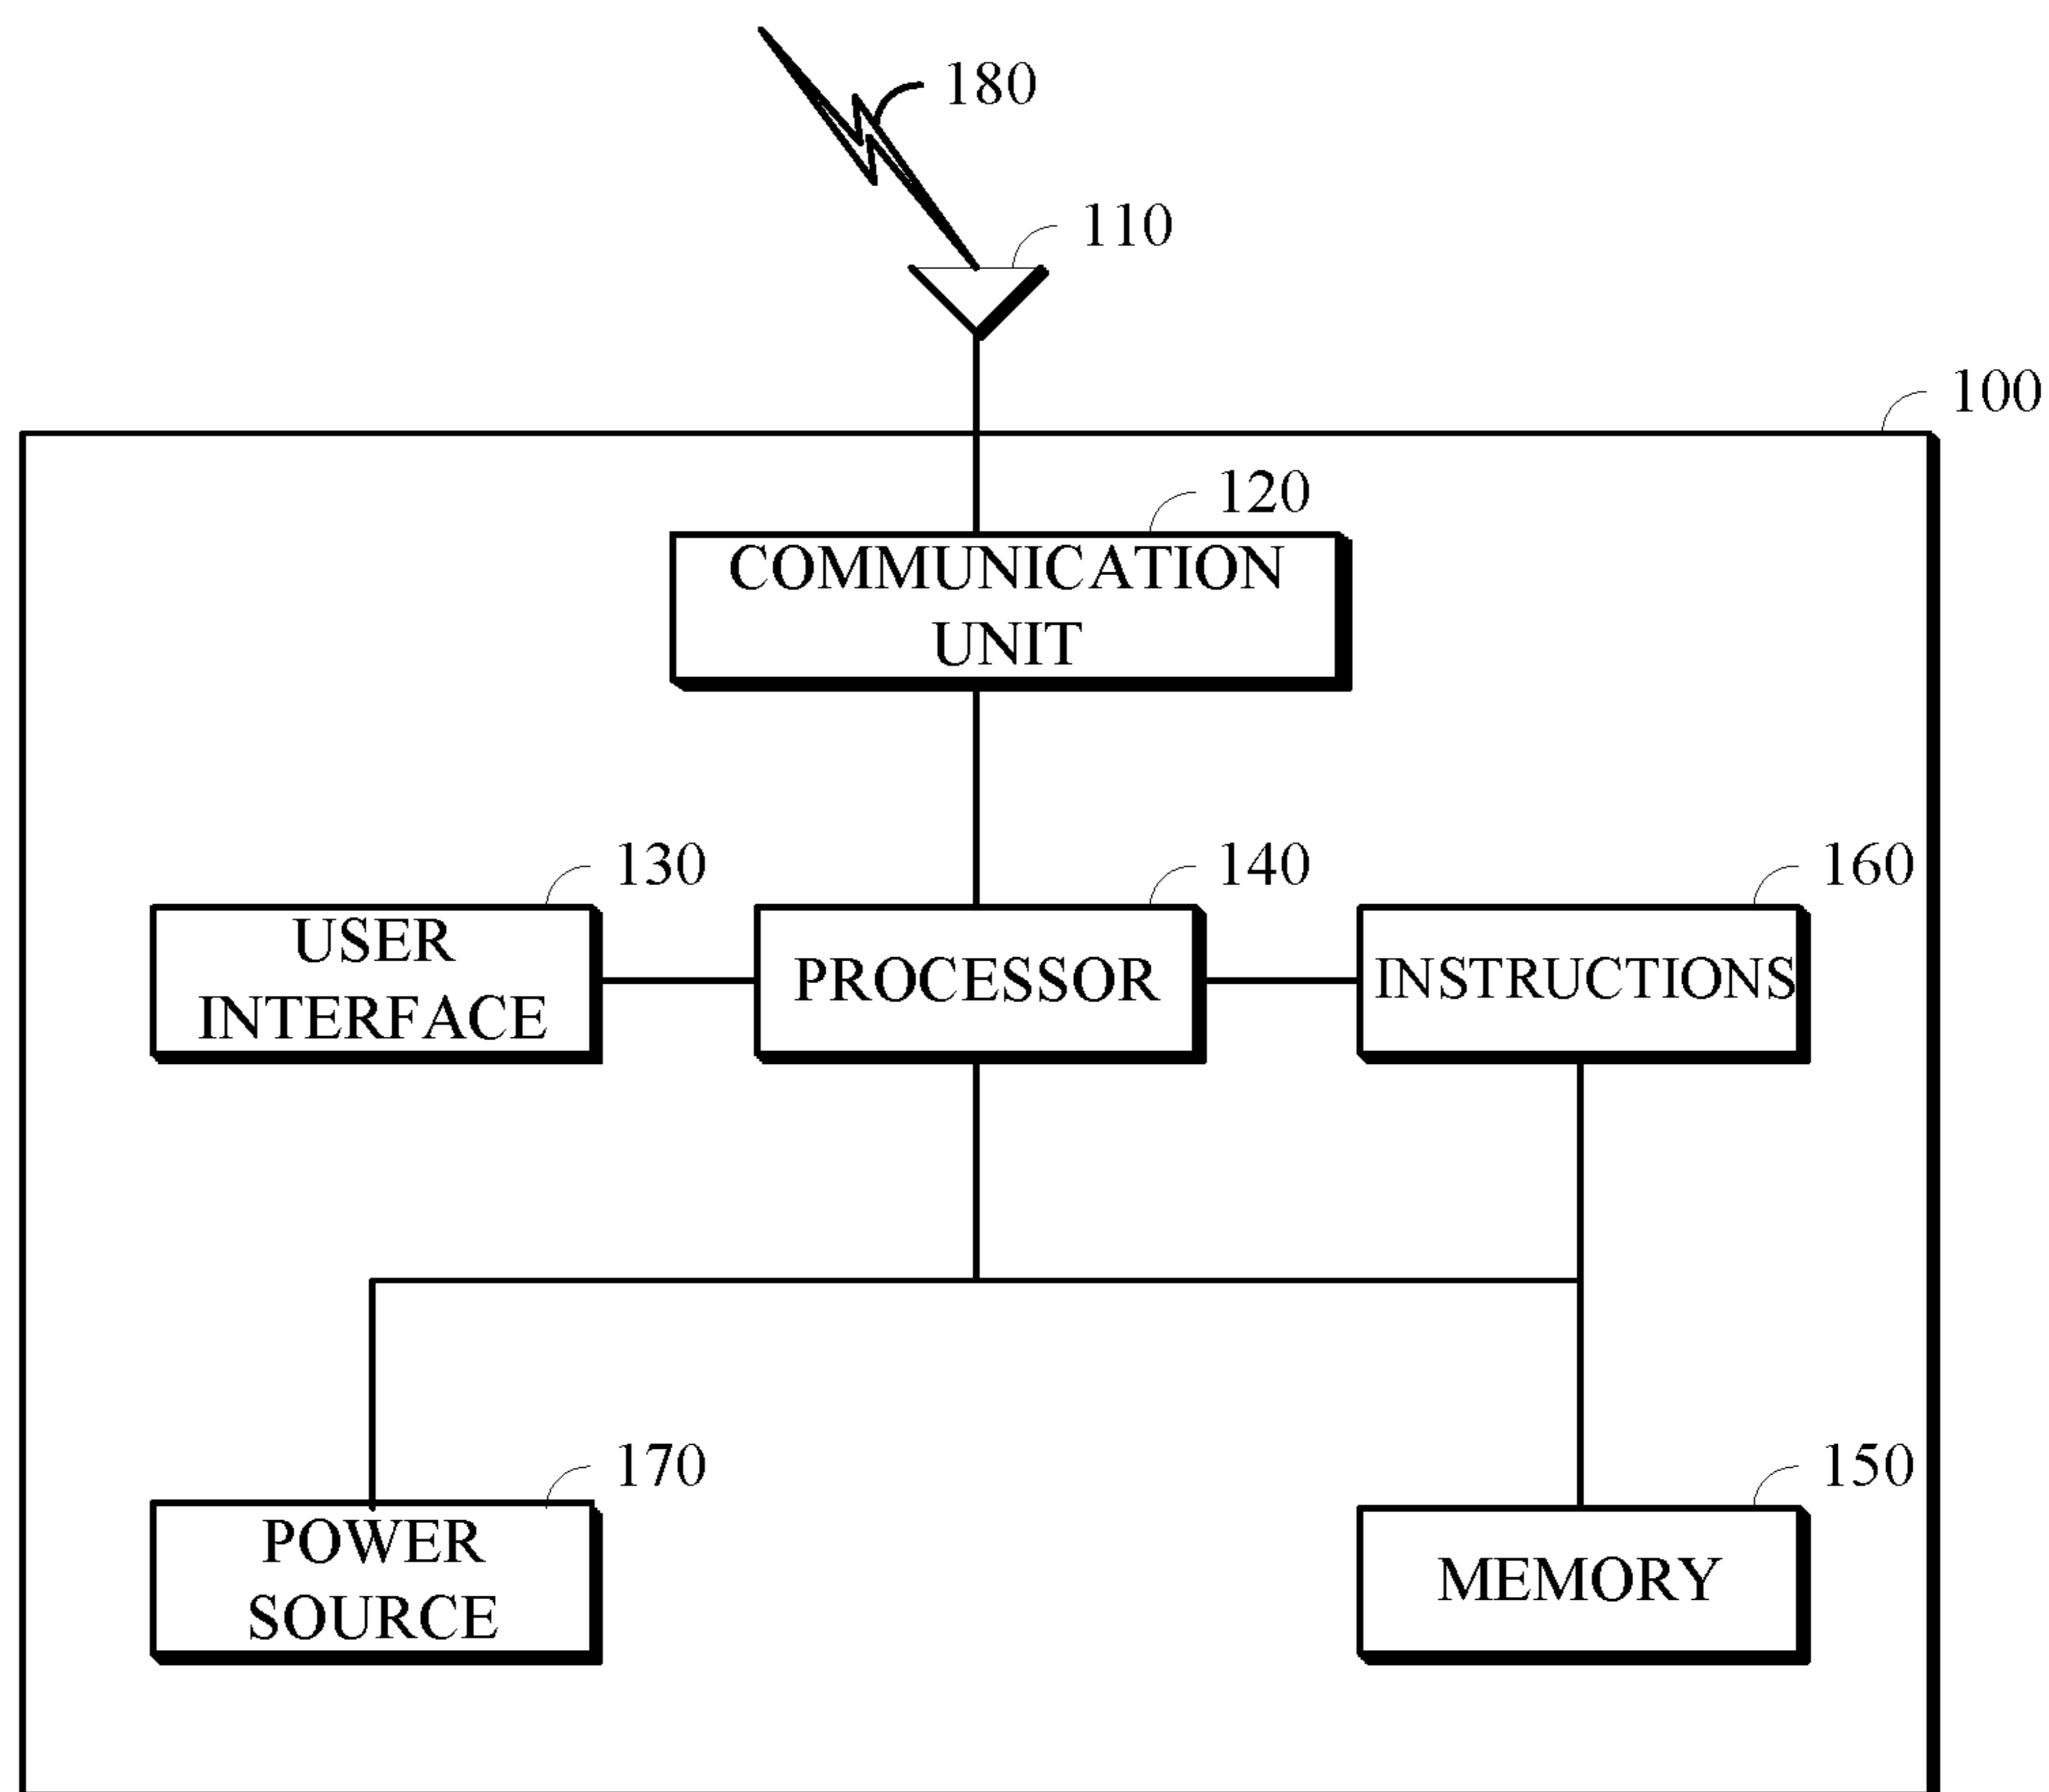 180
110
100
120
COMMUNICATION
UNIT
130
140
160
USER
INTERFACE
PROCESSOR
INSTRUCTIONS
170
150
POWER
SOURCE
MEMORY